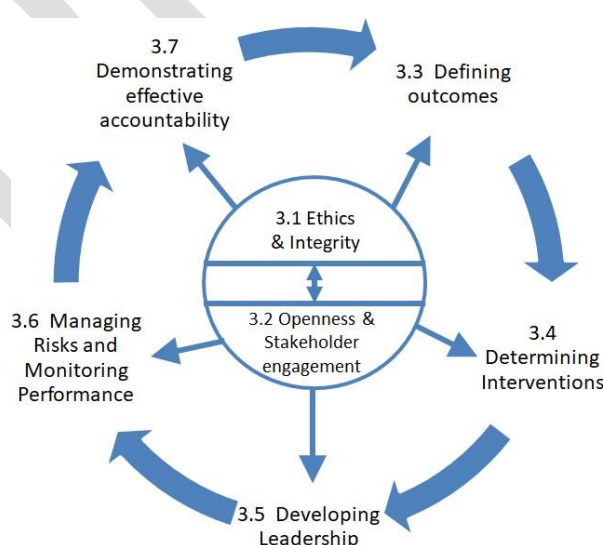 3.7
Demonstrating
effective
accountability
3.3 Defining
outcomes
3.1 Ethics
& Integrity
3.2 Openness &
Stakeholder
engagement
3.4
Determining
Interventions
3.6 Managing
Risks and
Monitoring
Performance
3.5 Developing
Leadership